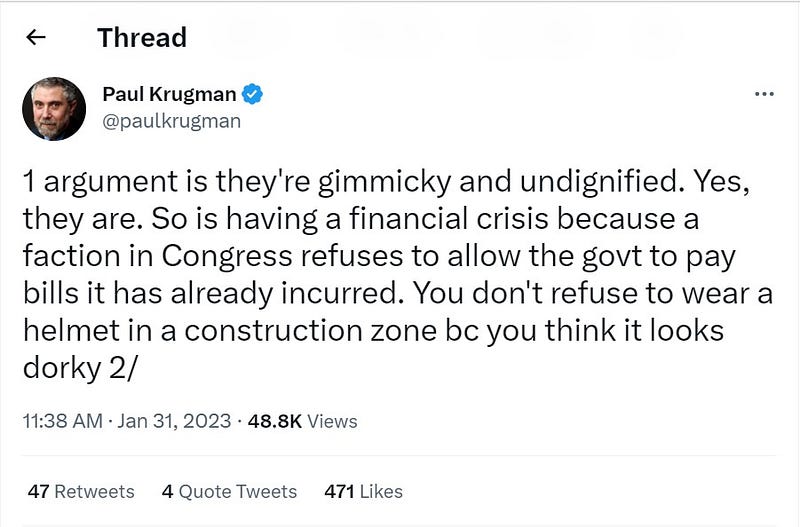 Thread
Paul Krugman
@paulkrugman
1 argument is they're gimmicky and undignified. Yes,
they are. So is having a financial crisis because a
faction in Congress refuses to allow the govt to pay
bills it has already incurred. You don't refuse to wear a
helmet in a construction zone bc you think it looks
dorky 2/
11:38 AM · Jan 31, 2023 · 48.8K Views
47 Retweets 4 Quote Tweets 471 Likes